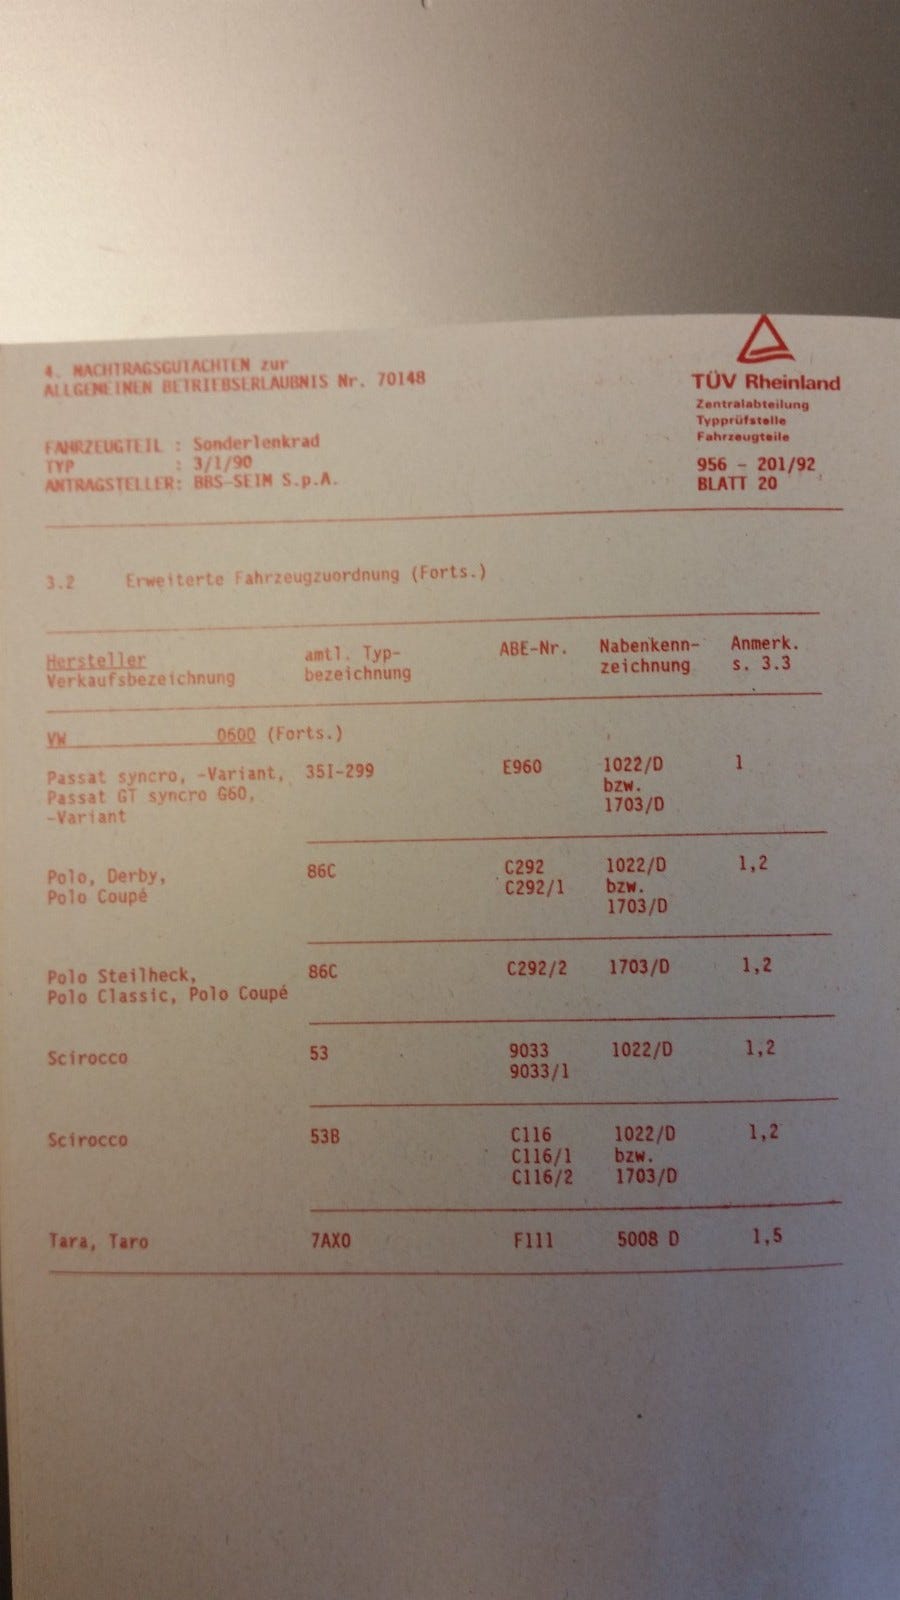 4. NACHTRAGSGUTACHTEN zur
ALLGEMEINEN BETRIEBSERLAUBNIS Nr. 70148
TÜV Rheinland
Zentralabteilung
Typprüfstelle
Fahrzeugteile
FAHRZEUGTEIL : Sonderlenkrad
TYP : 3/1/90
ANTRAGSTELLER: BBS-SEIM S.p.A.
956 - 201/92
BLATT 20
3.2 Erweiterte Fahrzeugzuordnung (Forts.)
Hersteller amtl. Typ- ABE-Nr. Nabenkenn- Anmerk.
Verkaufsbezeichnung bezeichnung zeichnung s. 3.3
VW 0600 (Forts.)
Passat syncro, -Variant, 35I-299 E960 1022/D 1
Passat GT syncro G60, bzw.
-Variant 1703/D
Polo, Derby, 86C C292 1022/D 1,2
Polo Coupé C292/1 bzw.
1703/D
Polo Steilheck, 86C C292/2 1703/D 1,2
Polo Classic, Polo Coupé
Scirocco 53 9033 1022/D 1,2
9033/1
Scirocco 53B C116 1022/D 1,2
C116/1 bzw.
C116/2 1703/D
Tara, Taro 7AX0 F111 5008 D 1,5